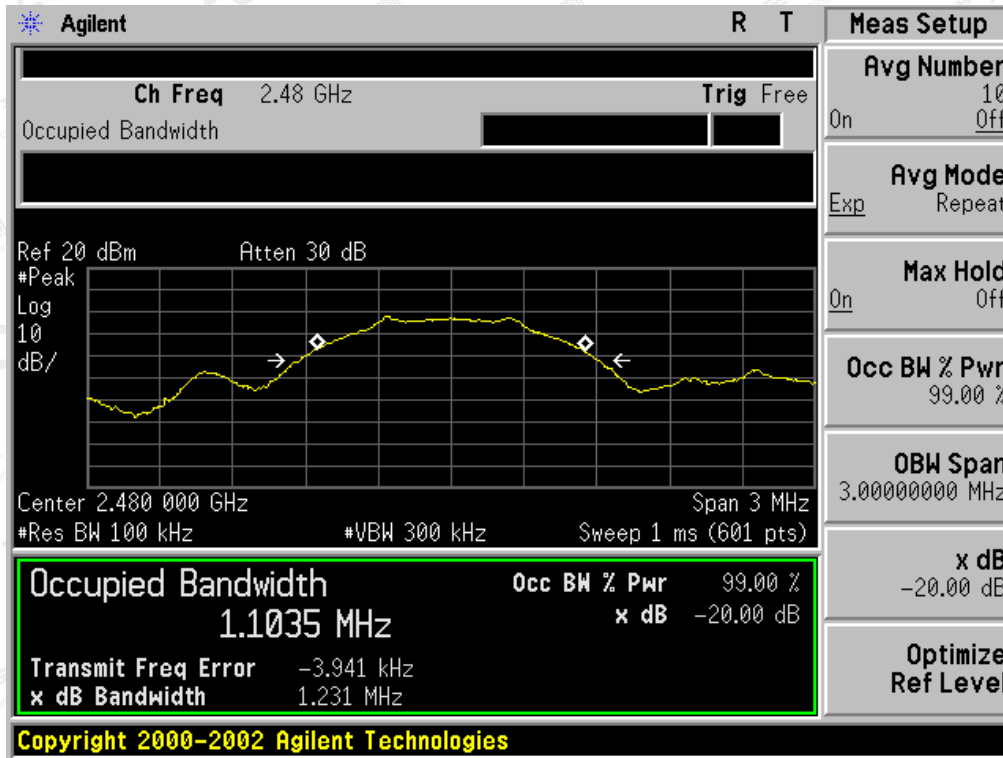 Agilent R T
Ch Freq 2.48 GHz Trig Free
Occupied Bandwidth
Ref 20 dBm Atten 30 dB
#Peak
Log
10
dB/
Center 2.480 000 GHz Span 3 MHz
#Res BW 100 kHz #VBW 300 kHz Sweep 1 ms (601 pts)
Occupied Bandwidth Occ BW % Pwr 99.00 %
1.1035 MHz x dB -20.00 dB
Transmit Freq Error -3.941 kHz
x dB Bandwidth 1.231 MHz
Copyright 2000-2002 Agilent Technologies
Meas Setup
Avg Number
10
On Off
Avg Mode
Exp Repeat
Max Hold
On Off
Occ BW % Pwr
99.00 %
OBW Span
3.00000000 MHz
x dB
-20.00 dB
Optimize
Ref Level